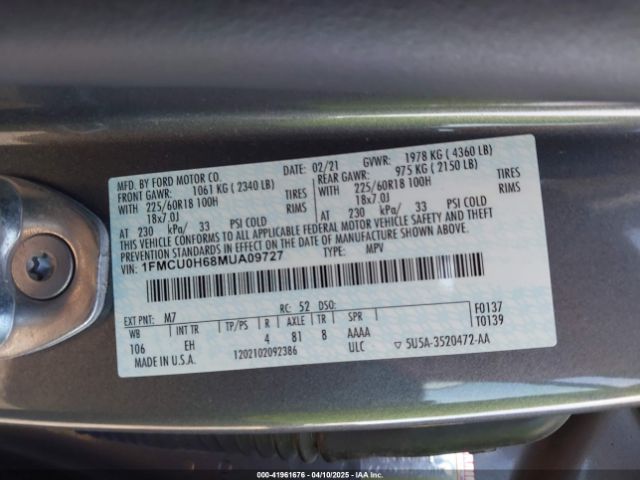 MFD. BY FORD MOTOR CO.
DATE: 02/21 GVWR: 1978 KG ( 4360 LB)
FRONT GAWR: 1061 KG ( 2340 LB)
REAR GAWR: 975 KG ( 2150 LB)
WITH 225/60R18 100H TIRES
WITH 225/60R18 100H TIRES
18x7.0J RIMS
18x7.0J RIMS
AT 230 kPa/ 33 PSI COLD
AT 230 kPa/ 33 PSI COLD
THIS VEHICLE CONFORMS TO ALL APPLICABLE FEDERAL MOTOR VEHICLE SAFETY AND THEFT
PREVENTION STANDARDS IN EFFECT ON THE DATE OF MANUFACTURE SHOWN ABOVE.
VIN: 1FMCU0H68MUA09727 TYPE: MPV
EXT PNT: M7 RC: 52 DSO: F0137
WB INT TR TP/PS R AXLE TR SPR T0139
106 EH 4 81 8 AAAA
MADE IN U.S.A. 1202102092386 ULC ▽ 5U5A-3520472-AA
000-41961676 - 04/10/2025 - IAAI.COM